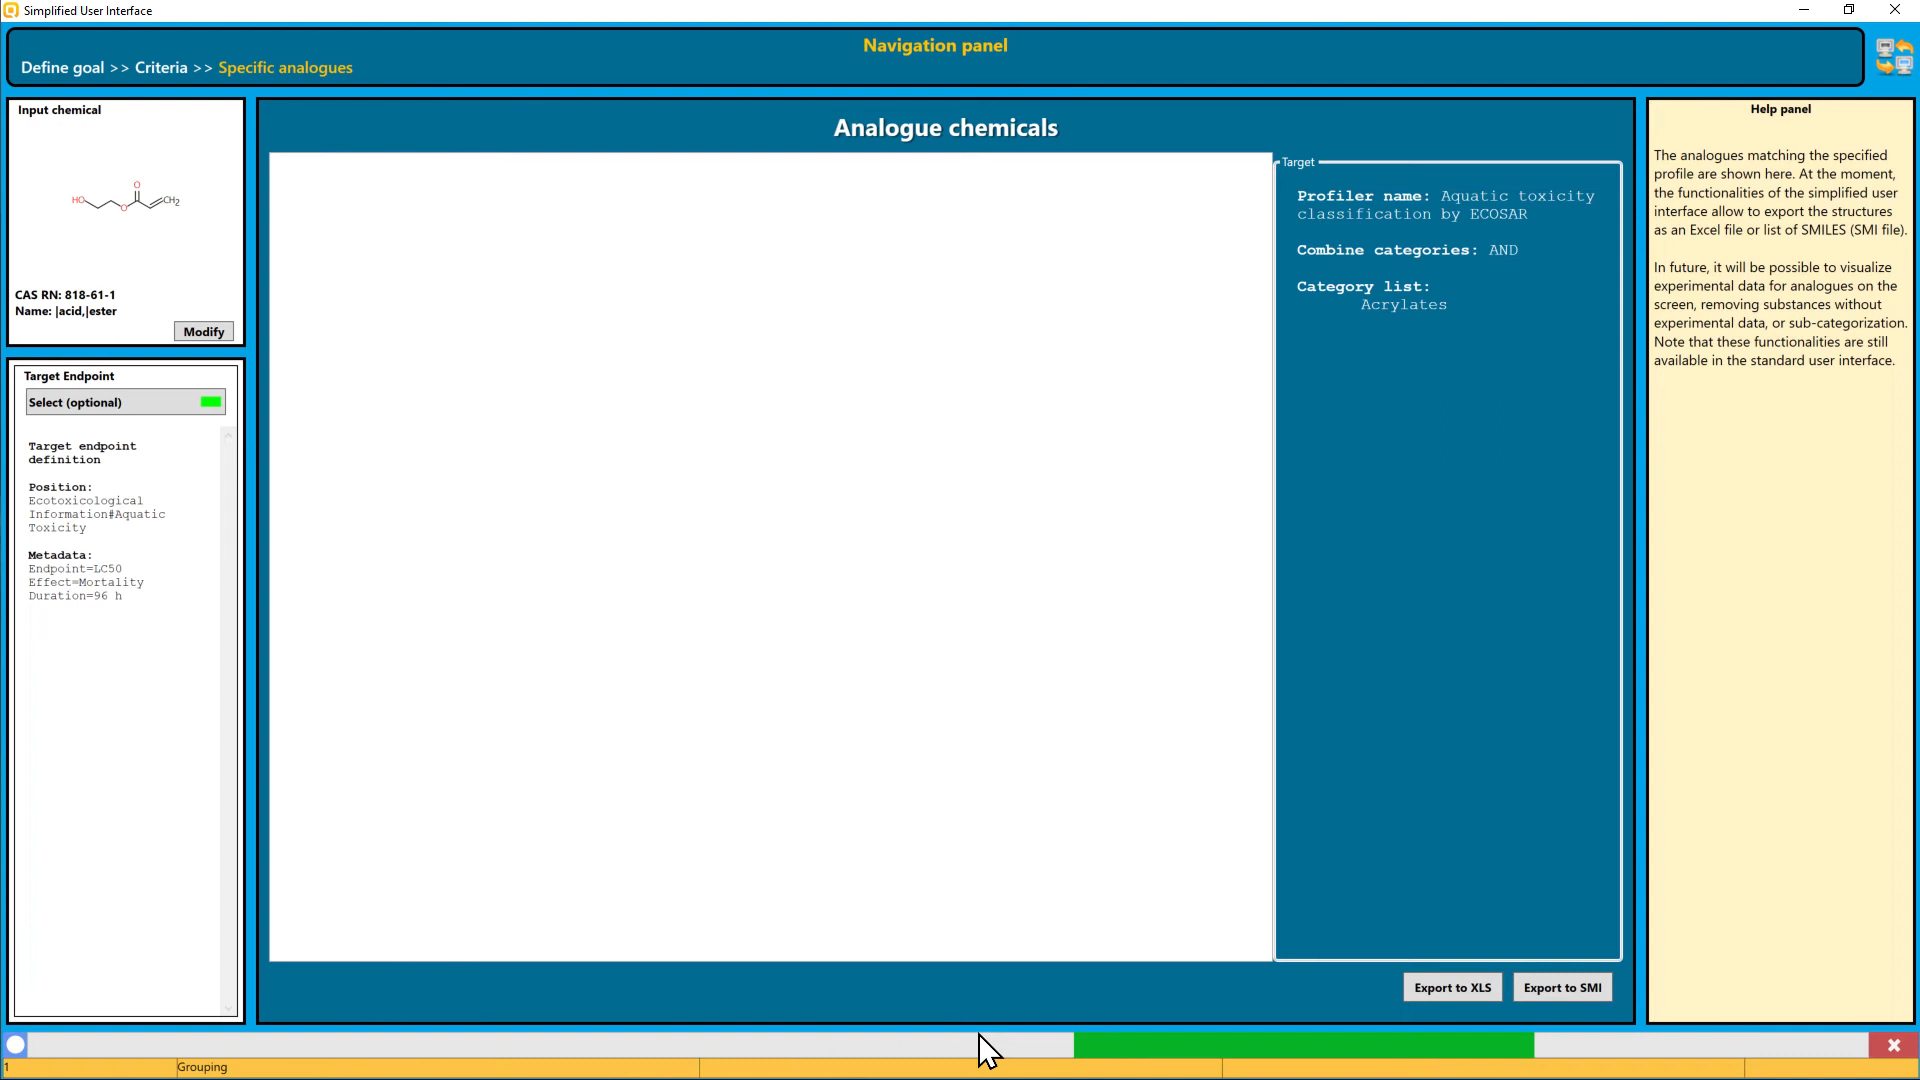 Simplified User Interface
Navigation panel
Define goal >> Criteria >> Specific analogues
Input chemical
HO
O
O
CH2
CAS RN: 818-61-1
Name: |acid,|ester
Modify
Target Endpoint
Select (optional)
Target endpoint
definition
Position:
Ecotoxicological
Information#Aquatic
Toxicity
Metadata:
Endpoint=LC50
Effect=Mortality
Duration=96 h
Analogue chemicals
Target
Profiler name: Aquatic toxicity
classification by ECOSAR
Combine categories: AND
Category list:
Acrylates
Export to XLS
Export to SMI
Help panel
The analogues matching the specified
profile are shown here. At the moment,
the functionalities of the simplified user
interface allow to export the structures
as an Excel file or list of SMILES (SMI file).
In future, it will be possible to visualize
experimental data for analogues on the
screen, removing substances without
experimental data, or sub-categorization.
Note that these functionalities are still
available in the standard user interface.
1
Grouping